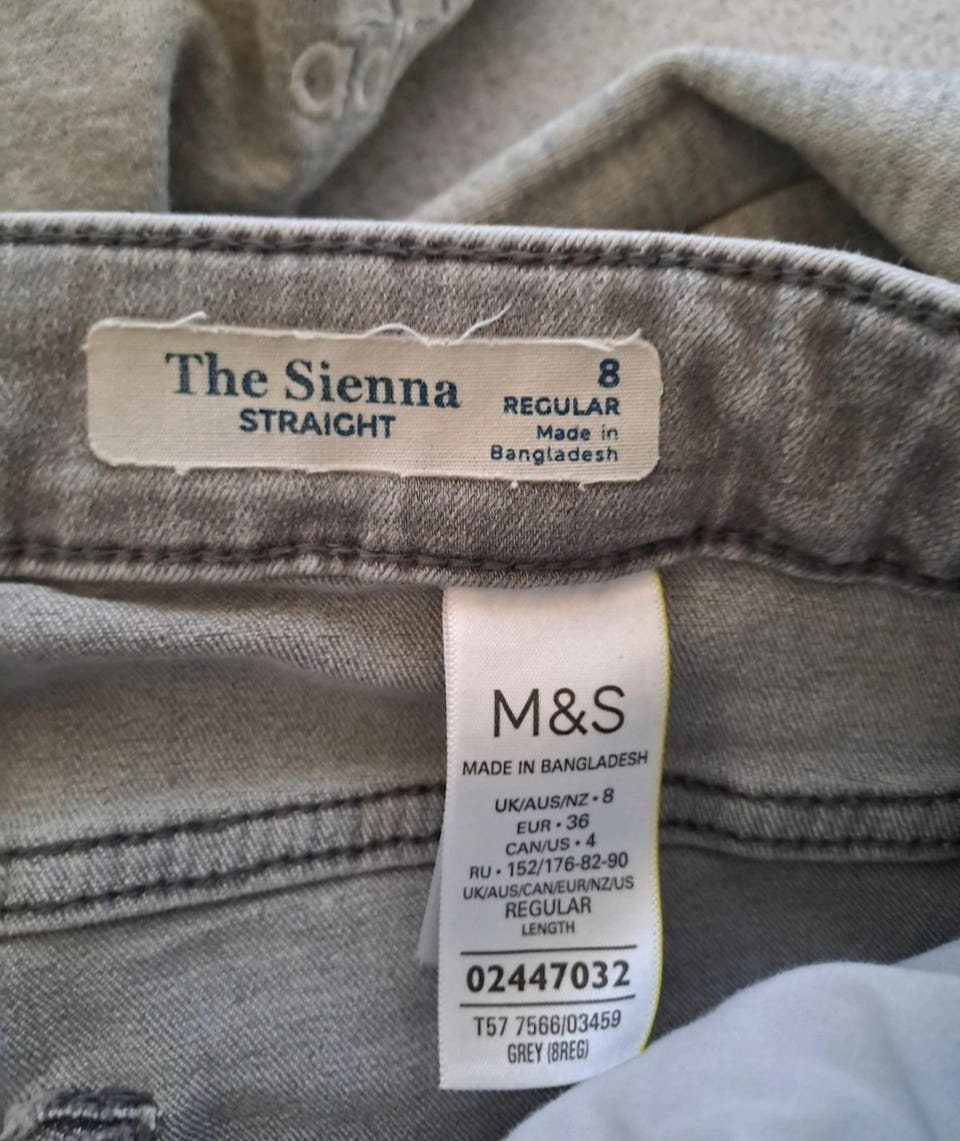 The Sienna
STRAIGHT
8
REGULAR
Made in
Bangladesh
M&S
MADE IN BANGLADESH
UK/AUS/NZ • 8
EUR • 36
CAN/US • 4
RU • 152/176-82-90
UK/AUS/CAN/EUR/NZ/US
REGULAR
LENGTH
02447032
T57 7566/03459
GREY (8REG)